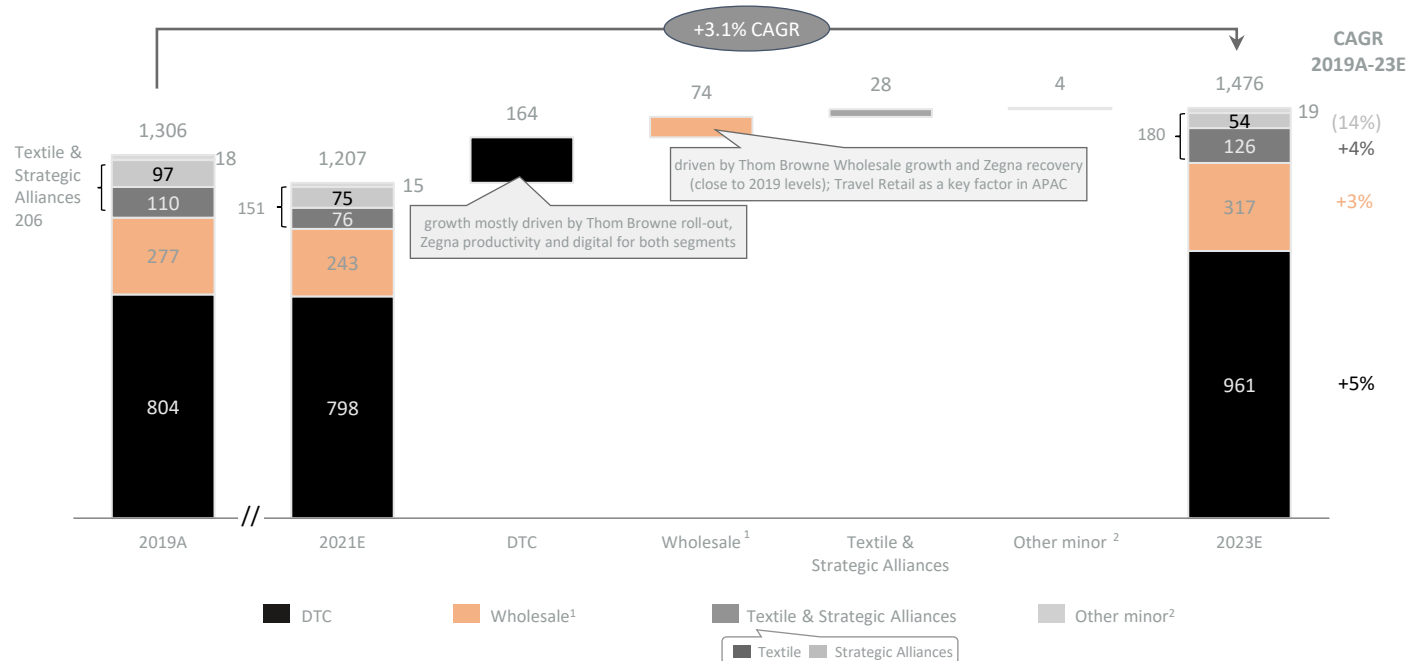 +3.1% CAGR
CAGR
2019A-23E
1,306
18
Textile &
Strategic
Alliances
206
97
110
277
804
1,207
15
151
75
76
243
798
164
growth mostly driven by Thom Browne roll-out,
Zegna productivity and digital for both segments
74
driven by Thom Browne Wholesale growth and Zegna recovery
(close to 2019 levels); Travel Retail as a key factor in APAC
28
4
1,476
19
180
54
126
317
961
(14%)
+4%
+3%
+5%
//
2019A
2021E
DTC
Wholesale 1
Textile &
Strategic Alliances
Other minor 2
2023E
DTC
Wholesale1
Textile & Strategic Alliances
Other minor2
Textile
Strategic Alliances